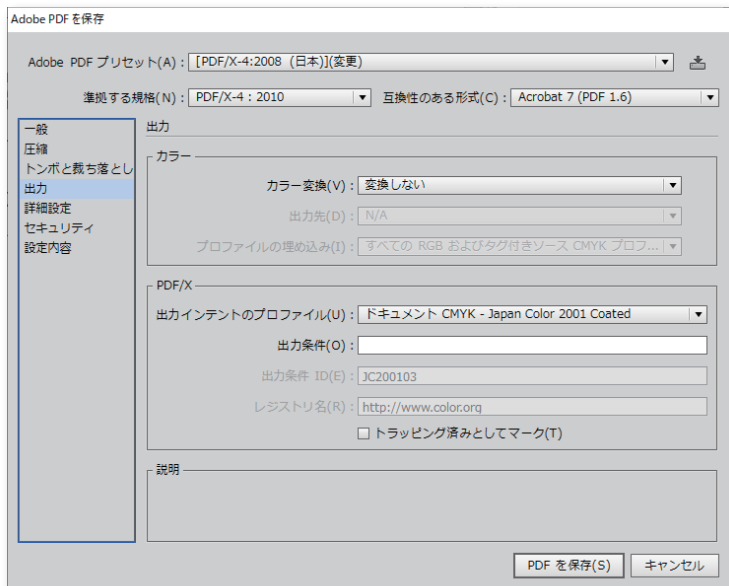 Adobe PDF を保存
Adobe PDF プリセット(A)： [PDF/X-4:2008 (日本)](変更)
準拠する規格(N)： PDF/X-4 : 2010 互換性のある形式(C)： Acrobat 7 (PDF 1.6)
一般
圧縮
トンボと裁ち落とし
出力
詳細設定
セキュリティ
設定内容
出力
カラー
カラー変換(V)： 変換しない
出力先(D)： N/A
プロファイルの埋め込み(I)： すべての RGB およびタグ付きソース CMYK プロフ...
PDF/X
出力インテントのプロファイル(U)： ドキュメント CMYK - Japan Color 2001 Coated
出力条件(O)：
出力条件 ID(E)： JC200103
レジストリ名(R)： http://www.color.org
トラッピング済みとしてマーク(T)
説明
PDF を保存(S) キャンセル